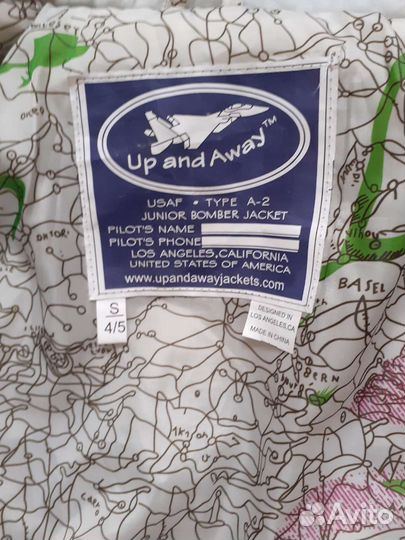 Up and Away™
USAF • TYPE A-2
JUNIOR BOMBER JACKET
PILOT'S NAME
PILOT'S PHONE
LOS ANGELES, CALIFORNIA
UNITED STATES OF AMERICA
www.upandawayjackets.com
S
4/5
DESIGNED IN
LOS ANGELES, CA
MADE IN CHINA
BASEL
Avito